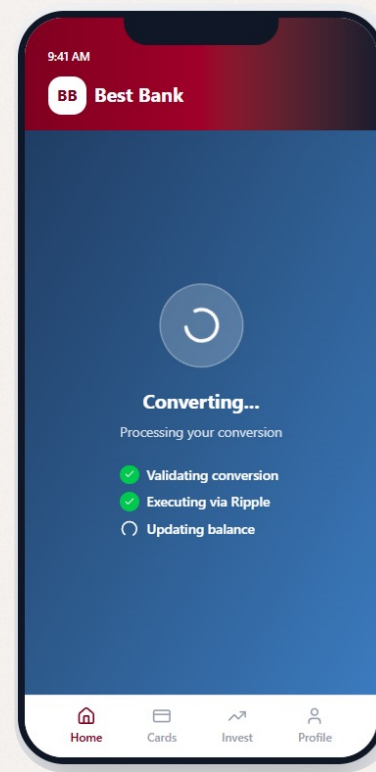 9:41 AM
BB Best Bank
Converting...
Processing your conversion
Validating conversion
Executing via Ripple
Updating balance
Home Cards Invest Profile